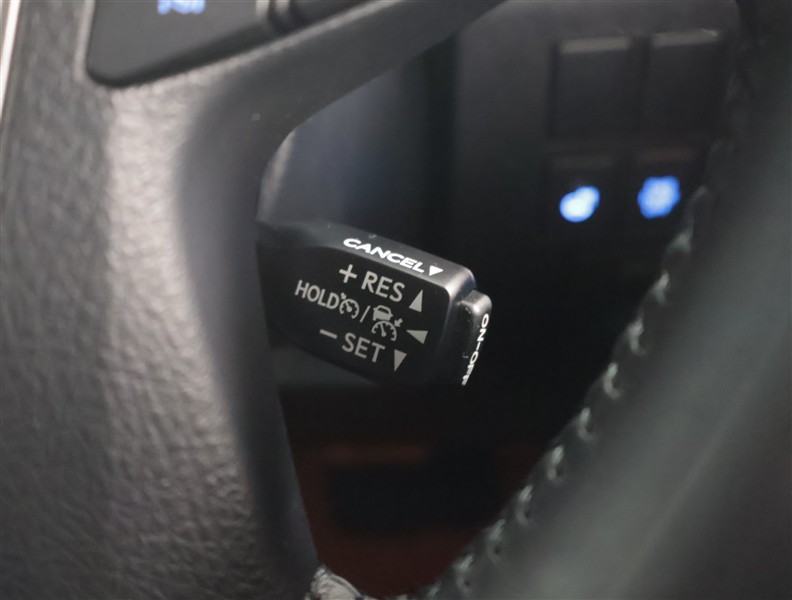 CANCEL▼
+ RES ▲
HOLD / ◀
− SET ▼
ON-OFF